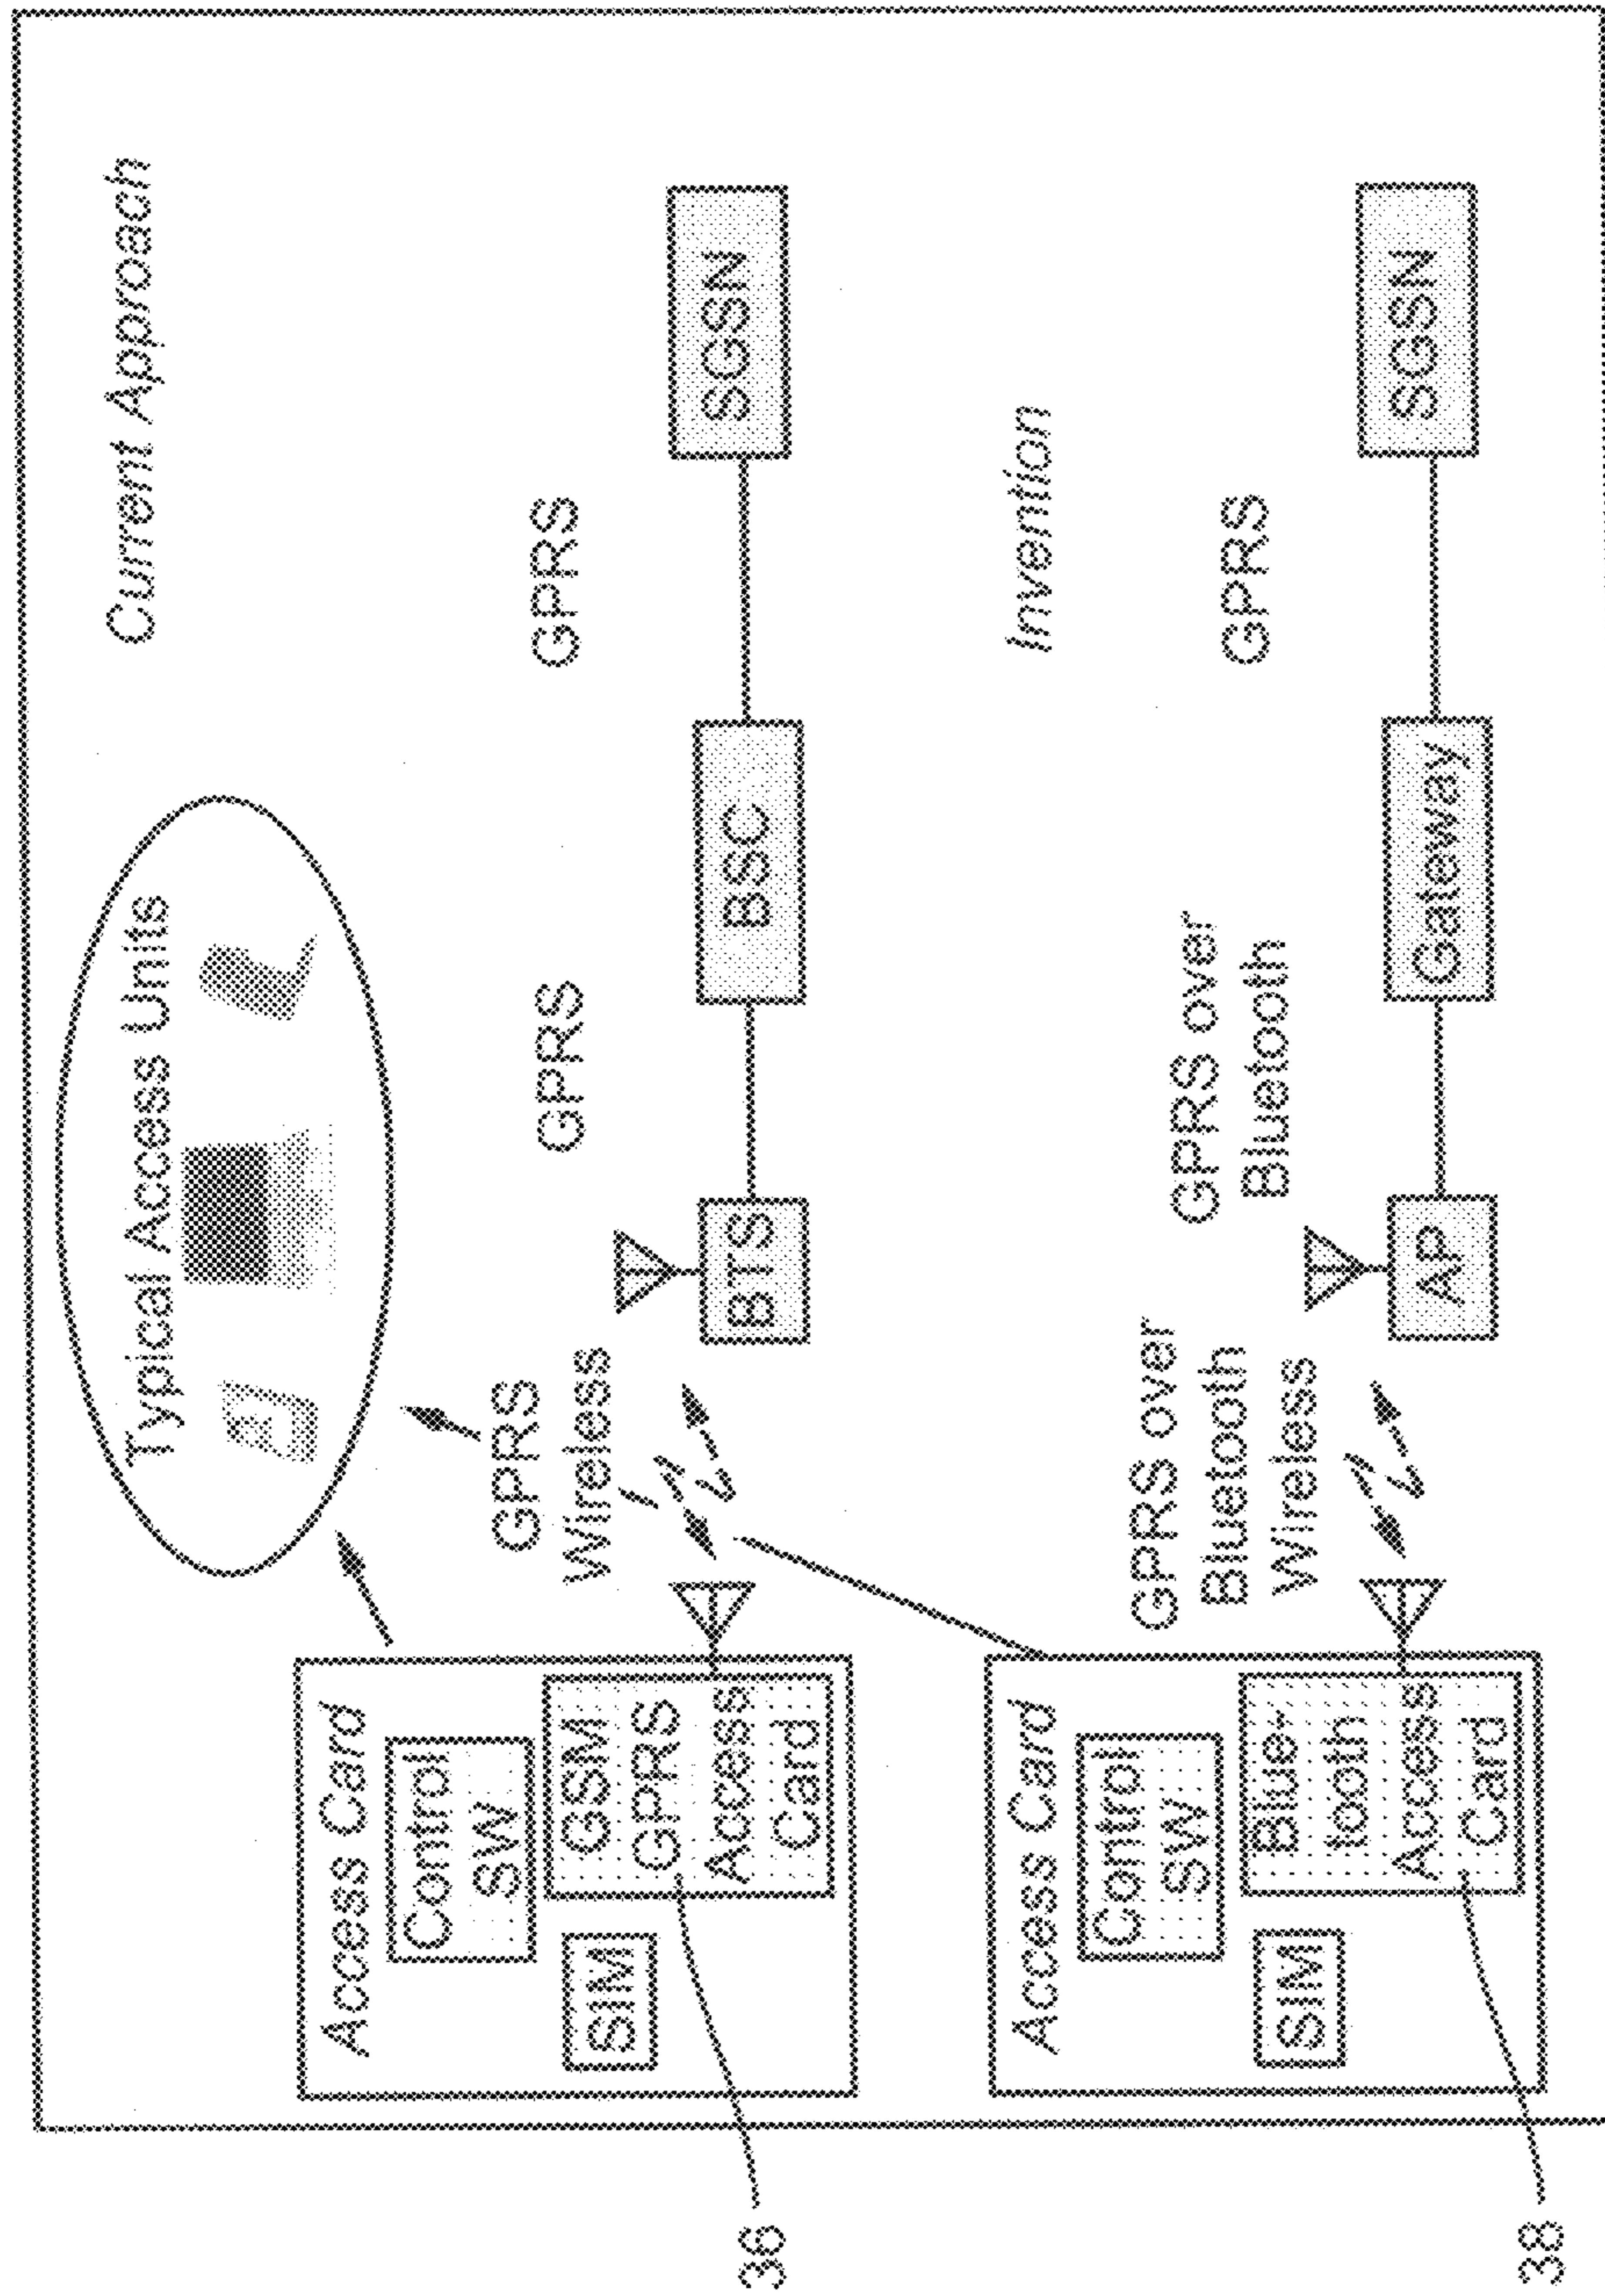 Current Approach
Typical Access Units
Access Card
Control
SW
SIM
GSM
GPRS
Access
Card
GPRS
Wireless
BTS
GPRS
BSC
GPRS
SGSN
36
Invention
Access Card
Control
SW
SIM
Blue+
tooth
Access
Card
GPRS over
Bluetooth
Wireless
AP
GPRS over
Bluetooth
Gateway
GPRS
SGSN
38